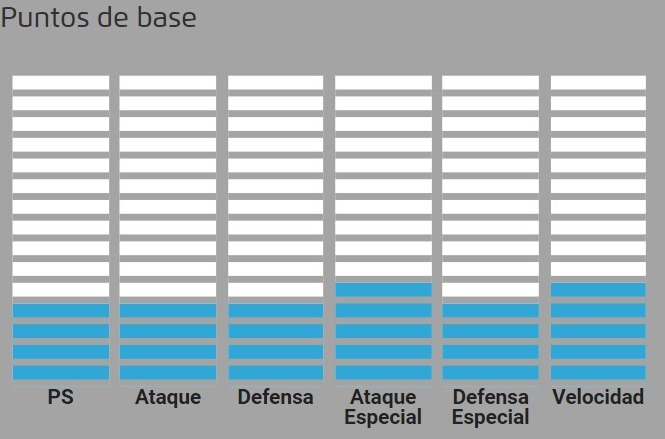 Puntos de base
PS
Ataque
Defensa
Ataque
Especial
Defensa
Especial
Velocidad